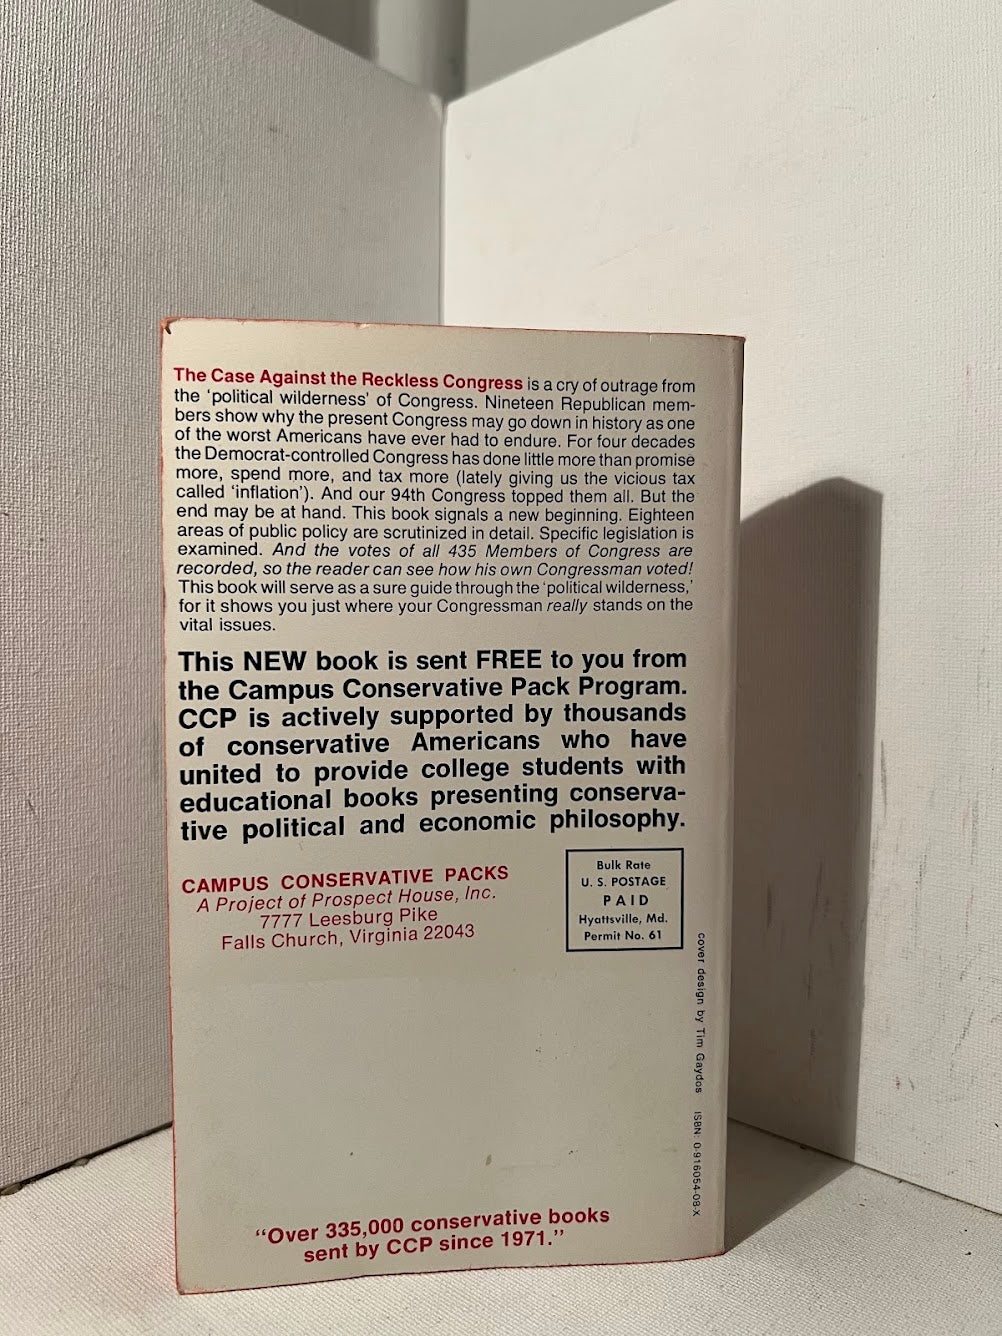 The Case Against the Reckless Congress is a cry of outrage from
the 'political wilderness' of Congress. Nineteen Republican mem-
bers show why the present Congress may go down in history as one
of the worst Americans have ever had to endure. For four decades
the Democrat-controlled Congress has done little more than promise
more, spend more, and tax more (lately giving us the vicious tax
called 'inflation'). And our 94th Congress topped them all. But the
end may be at hand. This book signals a new beginning. Eighteen
areas of public policy are scrutinized in detail. Specific legislation is
examined. And the votes of all 435 Members of Congress are
recorded, so the reader can see how his own Congressman voted!
This book will serve as a sure guide through the 'political wilderness,'
for it shows you just where your Congressman really stands on the
vital issues.
This NEW book is sent FREE to you from
the Campus Conservative Pack Program.
CCP is actively supported by thousands
of conservative Americans who have
united to provide college students with
educational books presenting conserva-
tive political and economic philosophy.
CAMPUS CONSERVATIVE PACKS
A Project of Prospect House, Inc.
7777 Leesburg Pike
Falls Church, Virginia 22043
Bulk Rate
U. S. POSTAGE
PAID
Hyattsville, Md.
Permit No. 61
cover design by Tim Gaydos ISBN: 0-916054-08-X
"Over 335,000 conservative books
sent by CCP since 1971."